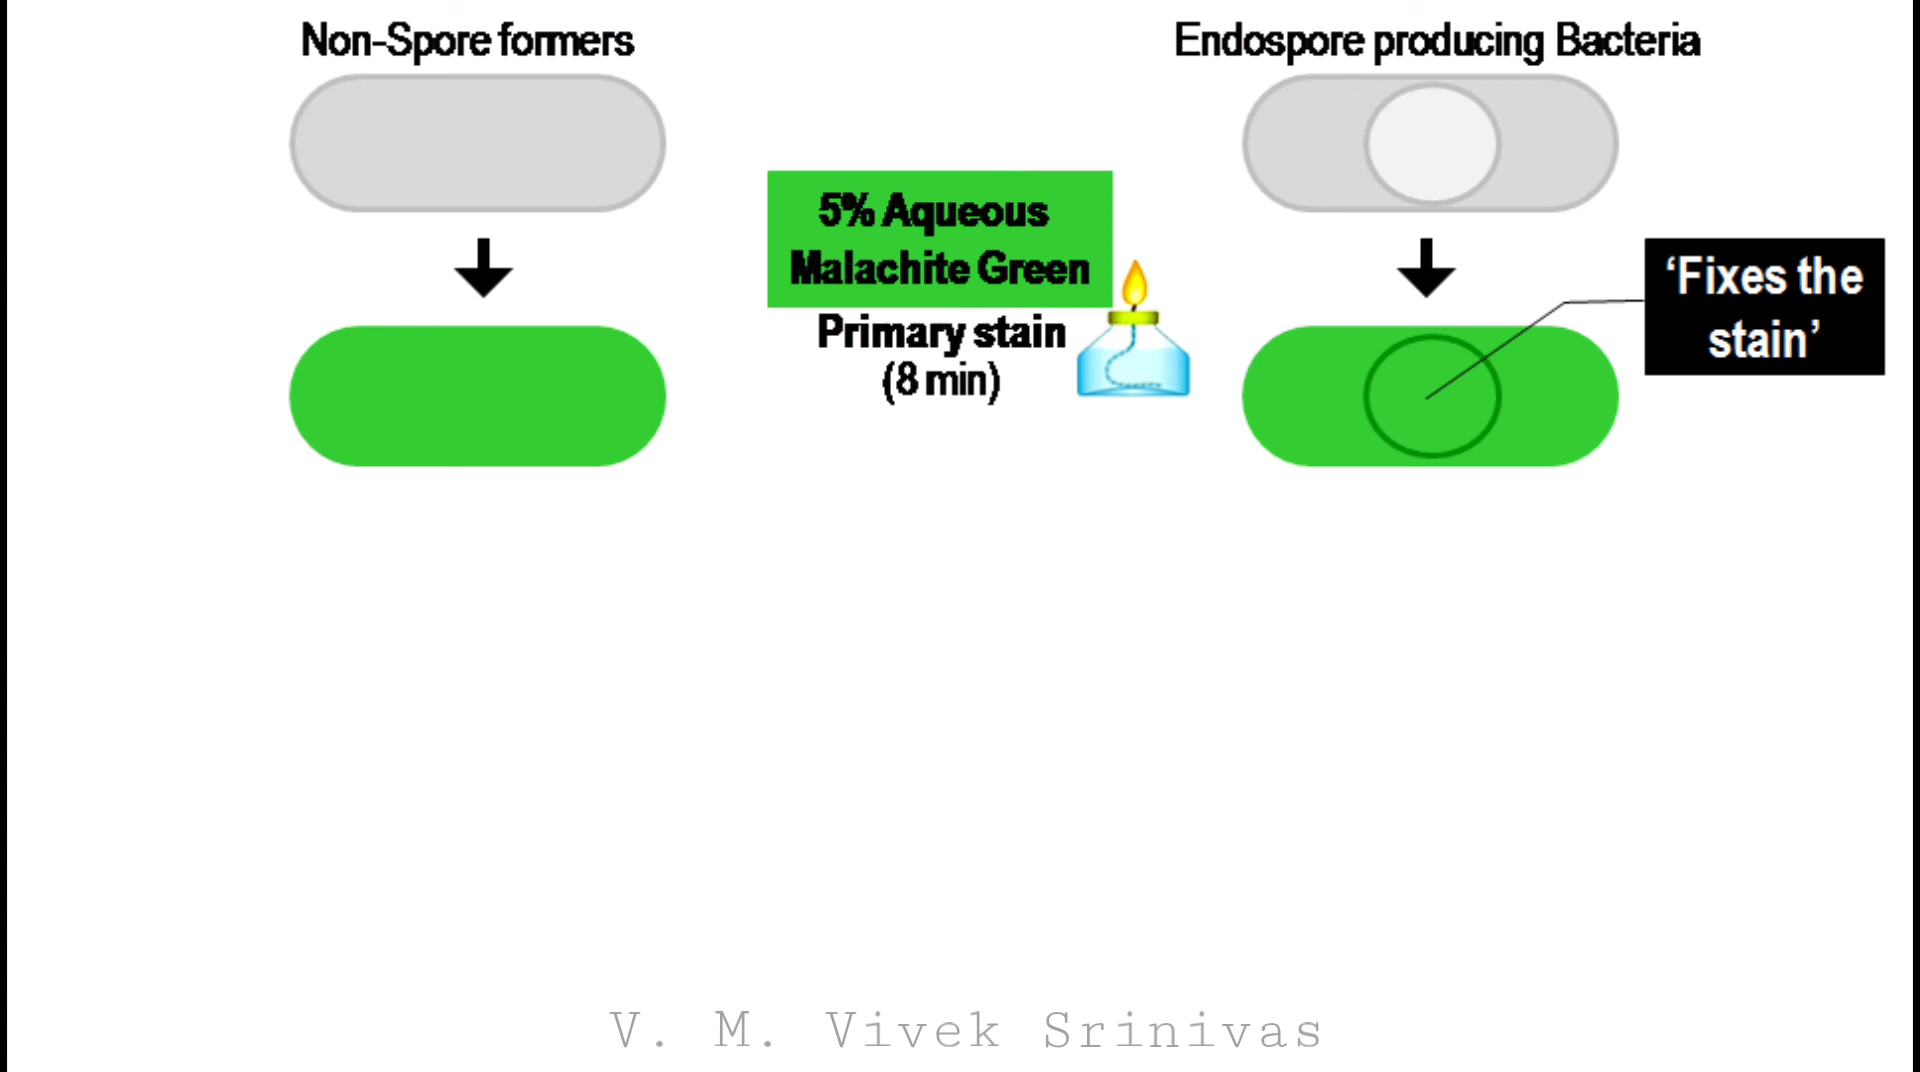 Non-Spore formers
Endospore producing Bacteria
5% Aqueous
Malachite Green
Primary stain
(8 min)
‘Fixes the
stain’
V. M. Vivek Srinivas